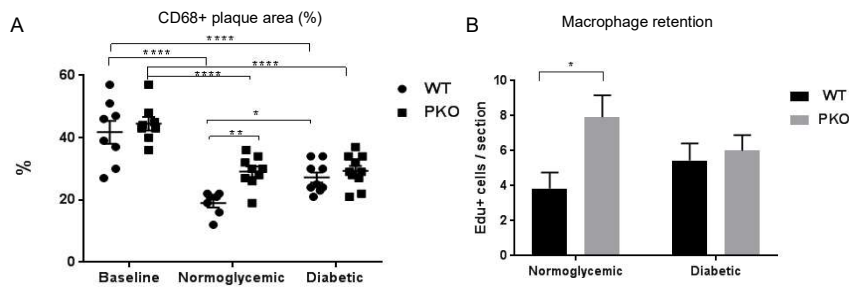 A
CD68+ plaque area (%)
****
****
****
****
*
**
60
40
20
0
%
Baseline
Normoglycemic
Diabetic
WT
PKO
B
Macrophage retention
*
10
8
6
4
2
0
Edu+ cells / section
Normoglycemic
Diabetic
WT
PKO